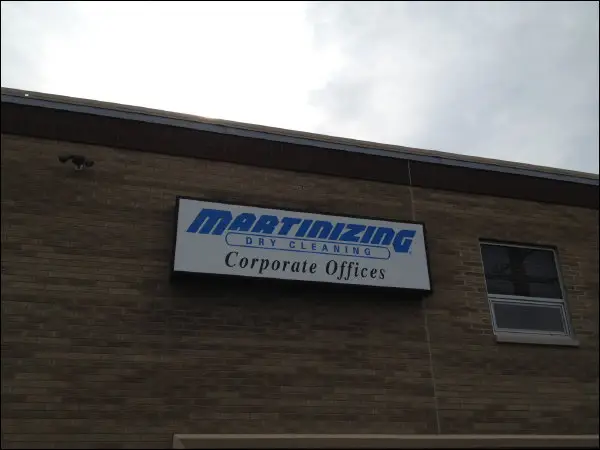 MARTINIZING
DRY CLEANING
Corporate Offices